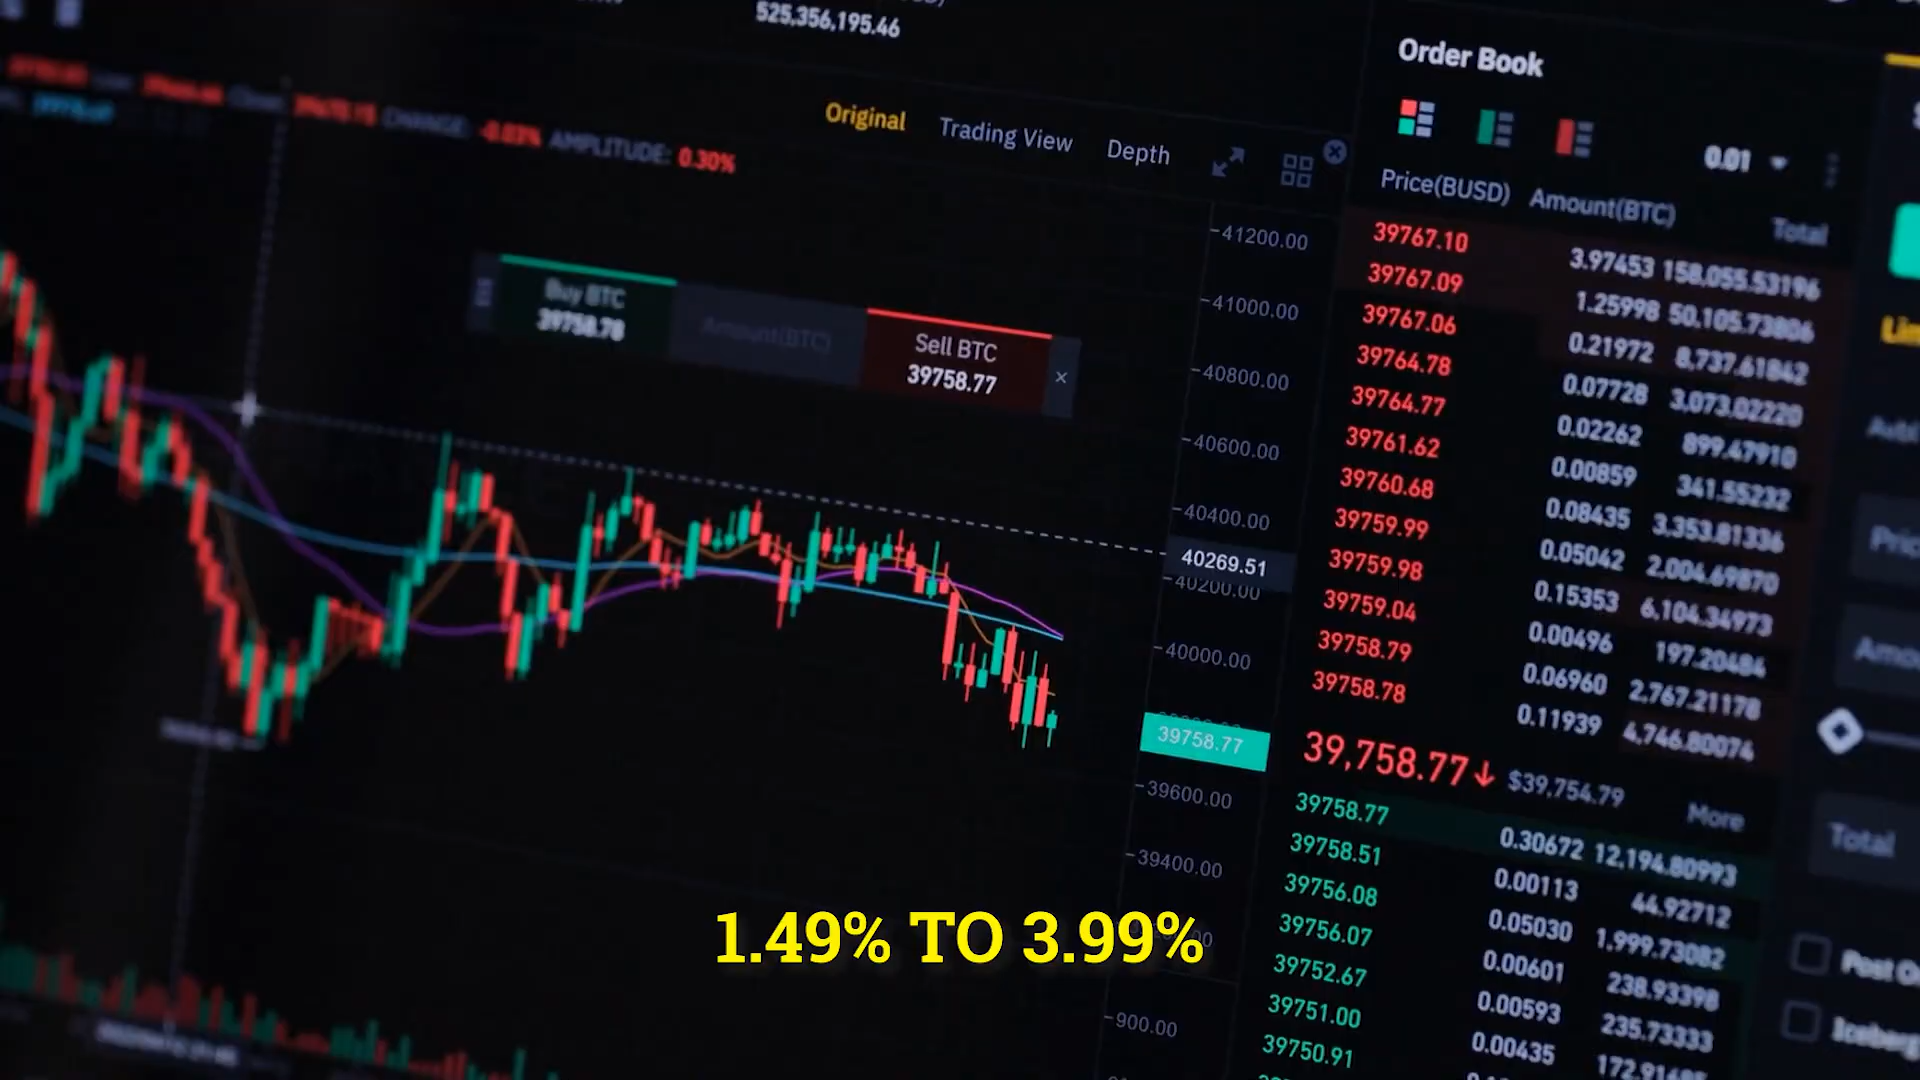 525,356,195.46
CHANGE: -0.03% AMPLITUDE: 0.30%
Original Trading View Depth
Buy BTC
39758.78
Amount(BTC)
Sell BTC
39758.77
41200.00
41000.00
40800.00
40600.00
40400.00
40269.51
40200.00
40000.00
39758.77
39600.00
39400.00
900.00
Order Book
0.01
Price(BUSD) Amount(BTC) Total
39767.10 3.97453 158,055.53196
39767.09 1.25998 50,105.73806
39767.06 0.21972 8,737.61842
39764.78 0.07728 3,073.02220
39764.77 0.02262 899.47910
39761.62 0.00859 341.55232
39760.68 0.08435 3,353.81336
39759.99 0.05042 2,004.69870
39759.98 0.15353 6,104.34973
39759.04 0.00496 197.20484
39758.79 0.06960 2,767.21178
39758.78 0.11939 4,746.80074
39,758.77↓ $39,754.79 More
39758.77 0.30672 12,194.80993
39758.51 0.00113 44.92712
39756.08 0.05030 1,999.73082
39756.07 0.00601 238.93398
39752.67 0.00593 235.73333
39751.00 0.00435
39750.91
Total
Post
Iceberg
1.49% TO 3.99%